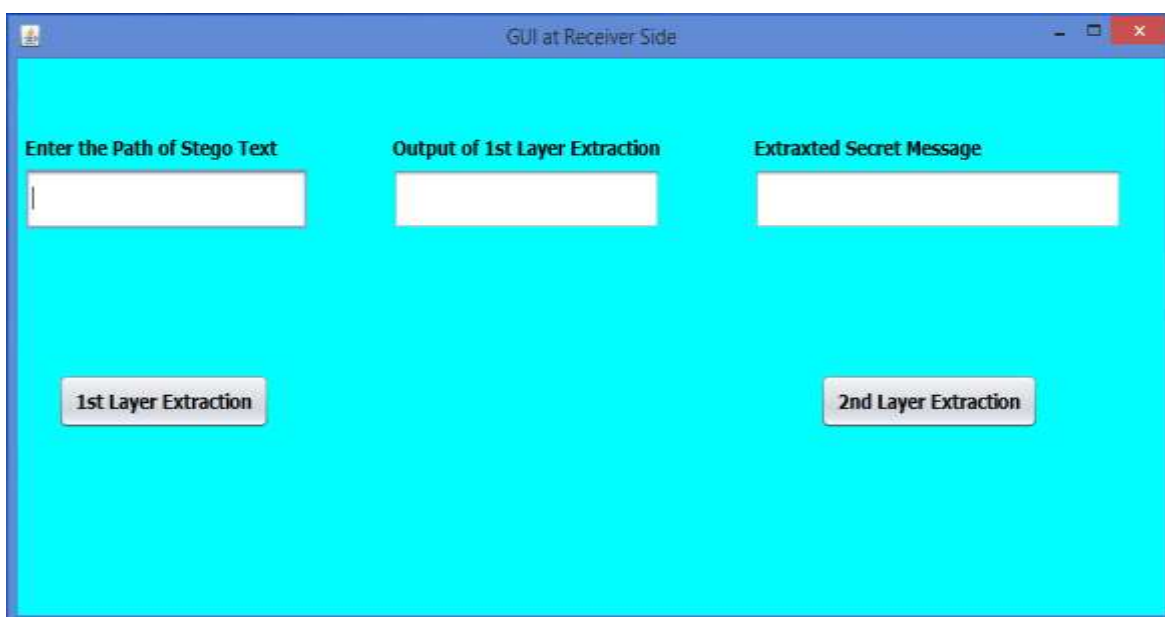 GUI at Receiver Side
Enter the Path of Stego Text
Output of 1st Layer Extraction
Extraxted Secret Message
1st Layer Extraction
2nd Layer Extraction